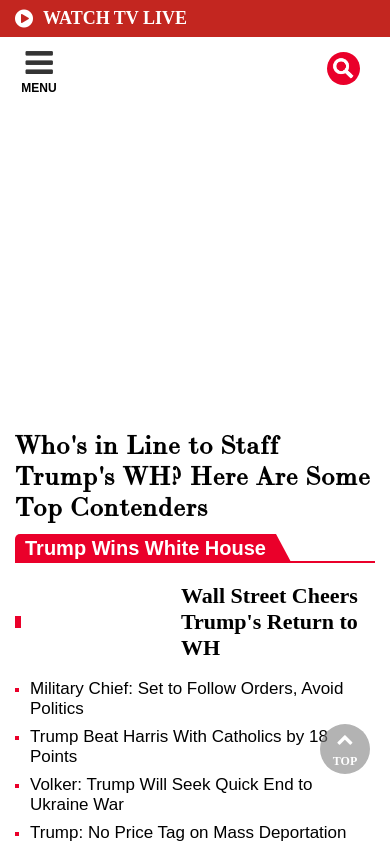 WATCH TV LIVE
MENU
Who's in Line to Staff
Trump's WH? Here Are Some
Top Contenders
Trump Wins White House
Wall Street Cheers
Trump's Return to
WH
Military Chief: Set to Follow Orders, Avoid
Politics
Trump Beat Harris With Catholics by 18
Points
Volker: Trump Will Seek Quick End to
Ukraine War
TOP
Trump: No Price Tag on Mass Deportation